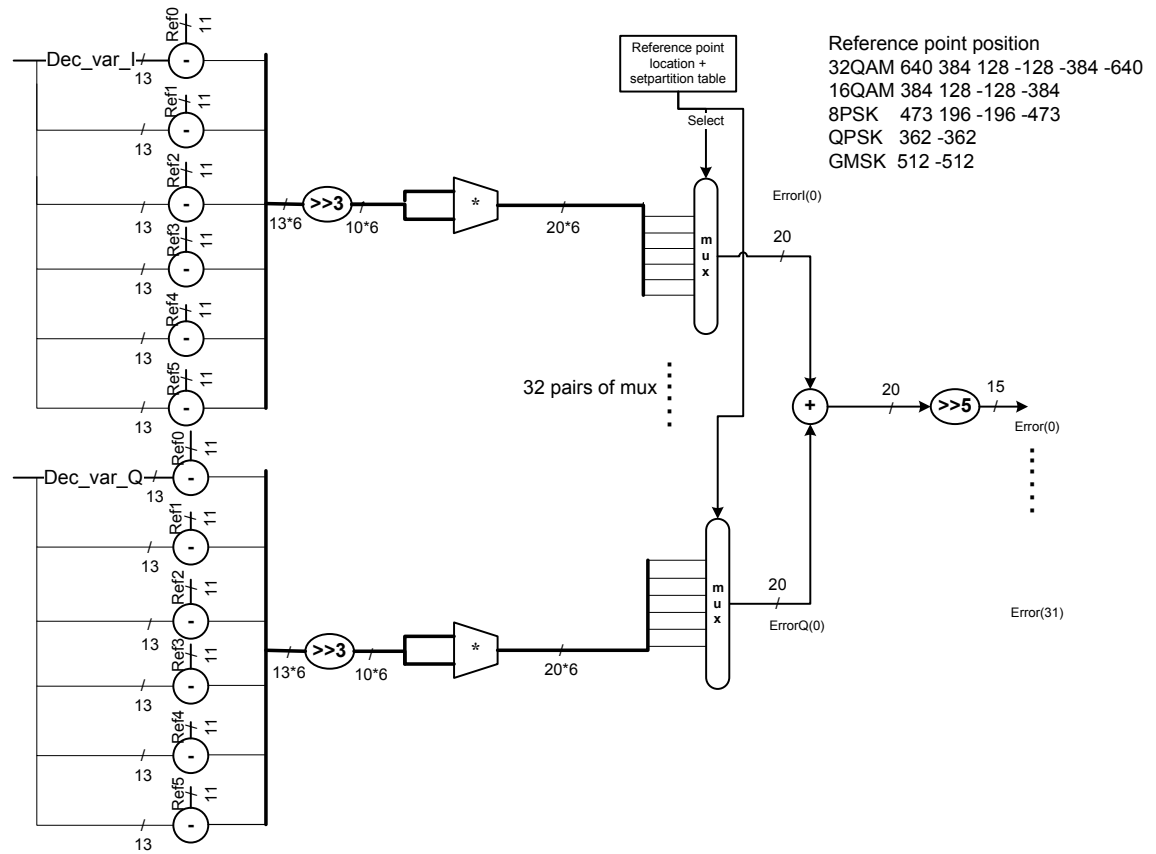 Ref0
11
Dec_var_I
13
-
Ref1
11
13
-
Ref2
11
13
-
Ref3
11
13
-
Ref4
11
13
-
Ref5
11
13
-
13*6
>>3
10*6
*
20*6
Reference point
location +
setpartition table
Select
mux
ErrorI(0)
20
Reference point position
32QAM 640 384 128 -128 -384 -640
16QAM 384 128 -128 -384
8PSK 473 196 -196 -473
QPSK 362 -362
GMSK 512 -512
32 pairs of mux
+
20
>>5
15
Error(0)
Ref0
11
Dec_var_Q
13
-
Ref1
11
13
-
Ref2
11
13
-
Ref3
11
13
-
Ref4
11
13
-
Ref5
11
13
-
13*6
>>3
10*6
*
20*6
mux
20
ErrorQ(0)
Error(31)